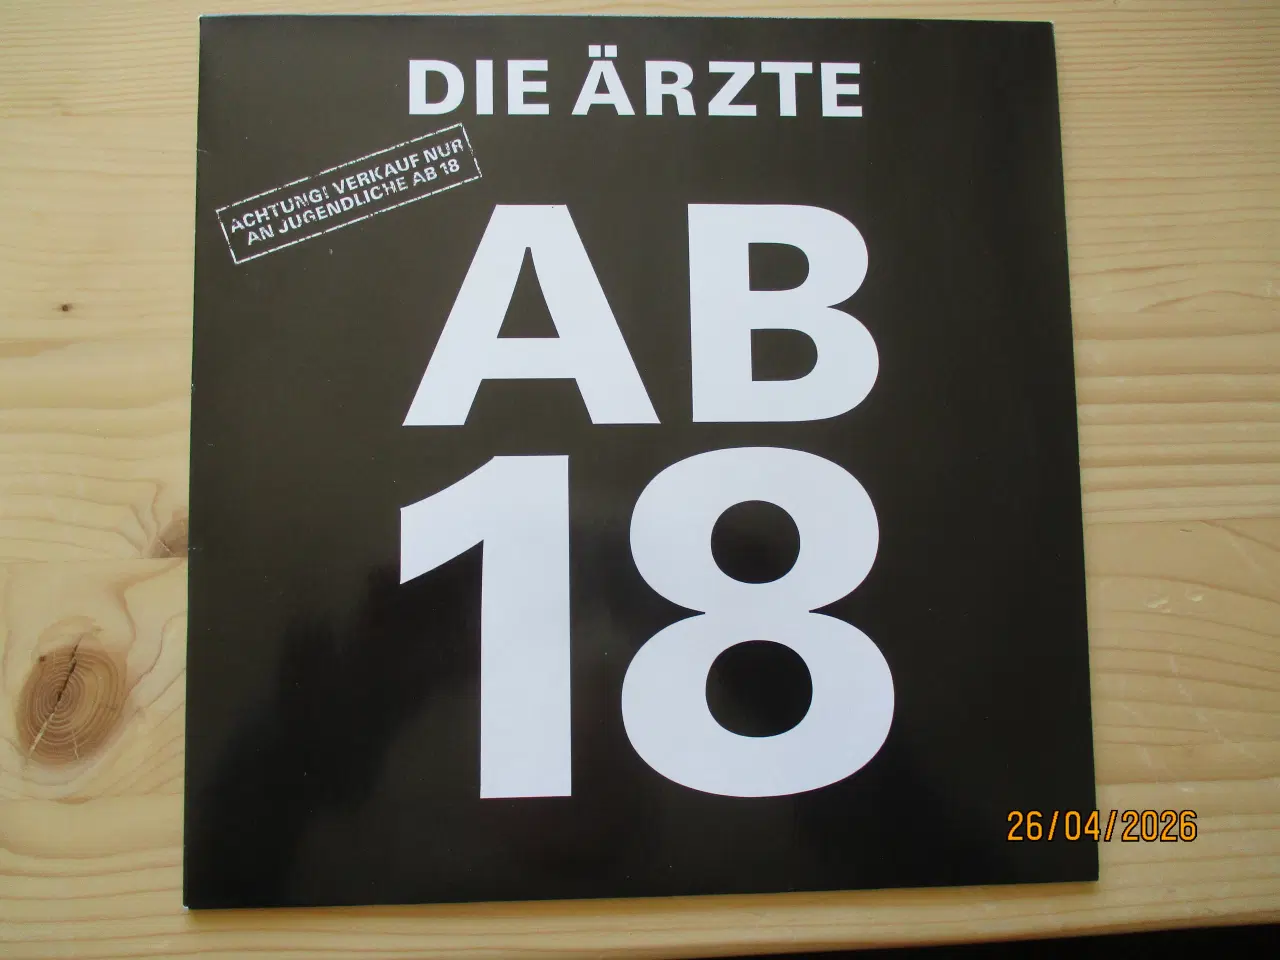 DIE ÄRZTE
ACHTUNG! VERKAUF NUR
AN JUGENDLICHE AB 18
AB
18
26/04/2026